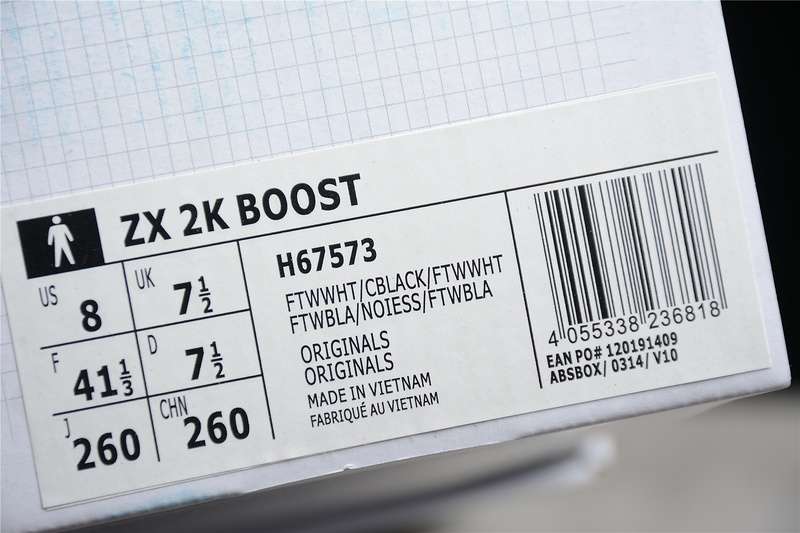 ZX 2K BOOST
US 8
UK 7 1/2
F 41 1/3
D 7 1/2
J 260
CHN 260
H67573
FTWWHT/CBLACK/FTWWHT
FTWBLA/NOIESS/FTWBLA
ORIGINALS
ORIGINALS
MADE IN VIETNAM
FABRIQUÉ AU VIETNAM
4 055338 236818
EAN PO# 120191409
ABSBOX/ 0314/ V10